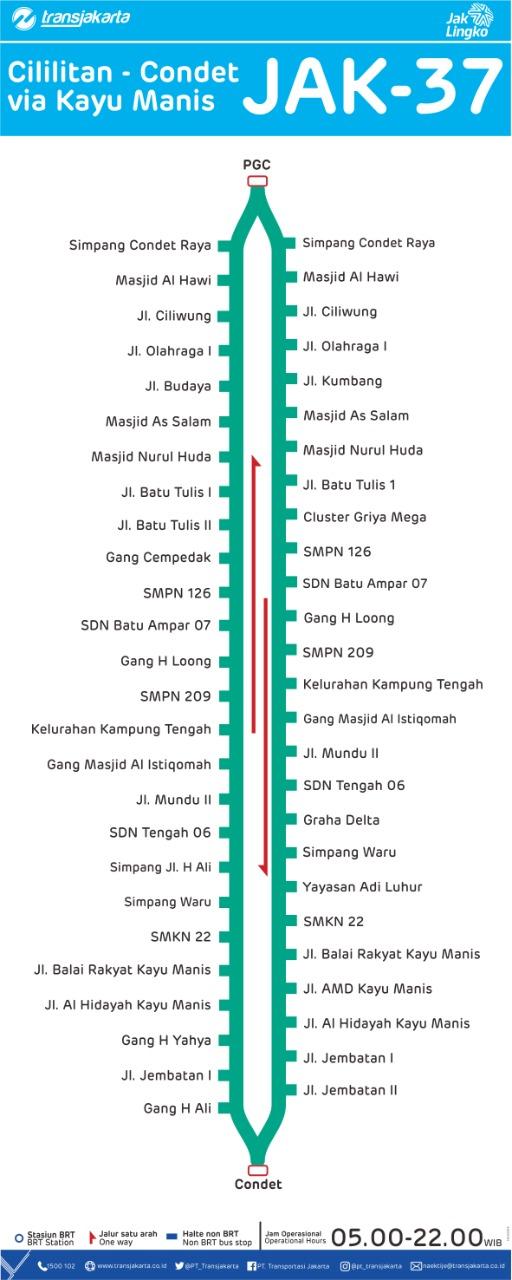 transjakarta
Jak
Lingko
Cililitan - Condet
via Kayu Manis
JAK-37
PGC
Simpang Condet Raya
Masjid Al Hawi
Jl. Ciliwung
Jl. Olahraga I
Jl. Budaya
Masjid As Salam
Masjid Nurul Huda
Jl. Batu Tulis I
Jl. Batu Tulis II
Gang Cempedak
SMPN 126
SDN Batu Ampar 07
Gang H Loong
SMPN 209
Kelurahan Kampung Tengah
Gang Masjid Al Istiqomah
Jl. Mundu II
SDN Tengah 06
Simpang Jl. H Ali
Simpang Waru
SMKN 22
Jl. Balai Rakyat Kayu Manis
Jl. Al Hidayah Kayu Manis
Gang H Yahya
Jl. Jembatan I
Gang H Ali
Simpang Condet Raya
Masjid Al Hawi
Jl. Ciliwung
Jl. Olahraga I
Jl. Kumbang
Masjid As Salam
Masjid Nurul Huda
Jl. Batu Tulis 1
Cluster Griya Mega
SMPN 126
SDN Batu Ampar 07
Gang H Loong
SMPN 209
Kelurahan Kampung Tengah
Gang Masjid Al Istiqomah
Jl. Mundu II
SDN Tengah 06
Graha Delta
Simpang Waru
Yayasan Adi Luhur
SMKN 22
Jl. Balai Rakyat Kayu Manis
Jl. AMD Kayu Manis
Jl. Al Hidayah Kayu Manis
Jl. Jembatan I
Jl. Jembatan II
Condet
Stasiun BRT
BRT Station
Jalur satu arah
One way
Halte non BRT
Non BRT bus stop
Jam Operasional
Operational Hours
05.00-22.00 WIB
1500 102
www.transjakarta.co.id
@PT_Transjakarta
PT. Transportasi Jakarta
@pt_transjakarta
naiktije@transjakarta.co.id